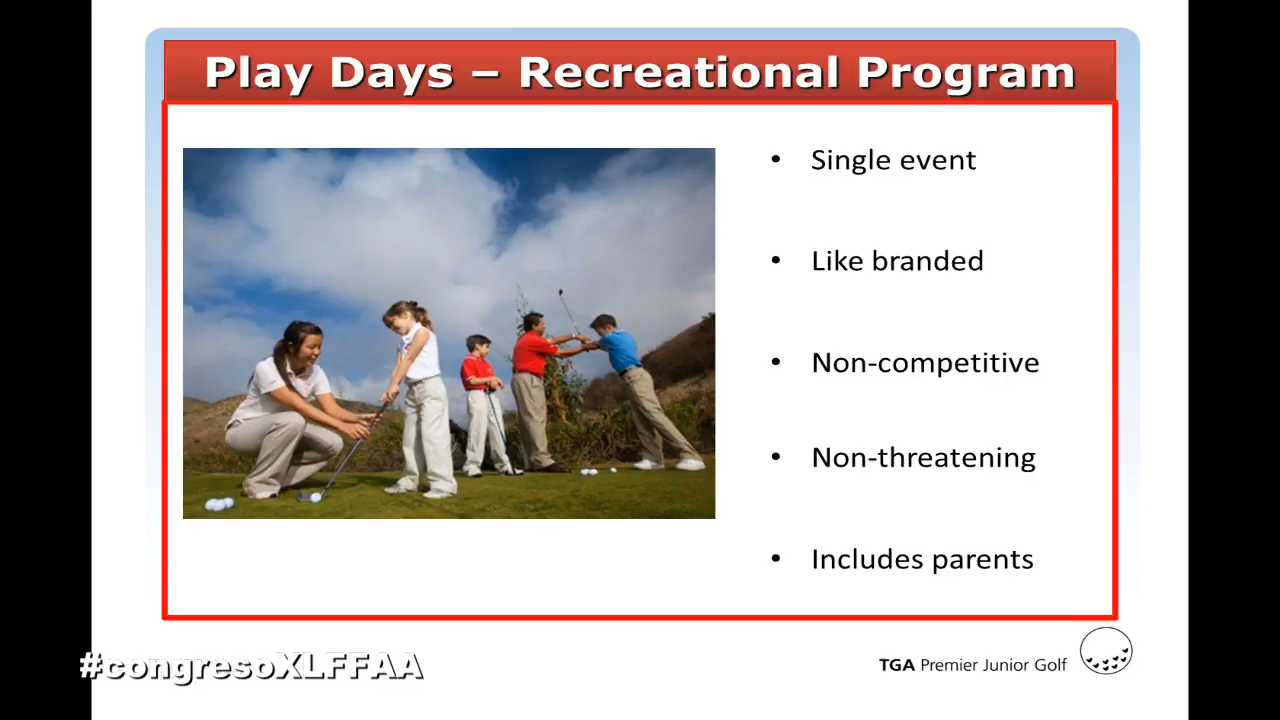 Play Days – Recreational Program
• Single event
• Like branded
• Non-competitive
• Non-threatening
• Includes parents
#congresoXLFFAA
TGA Premier Junior Golf